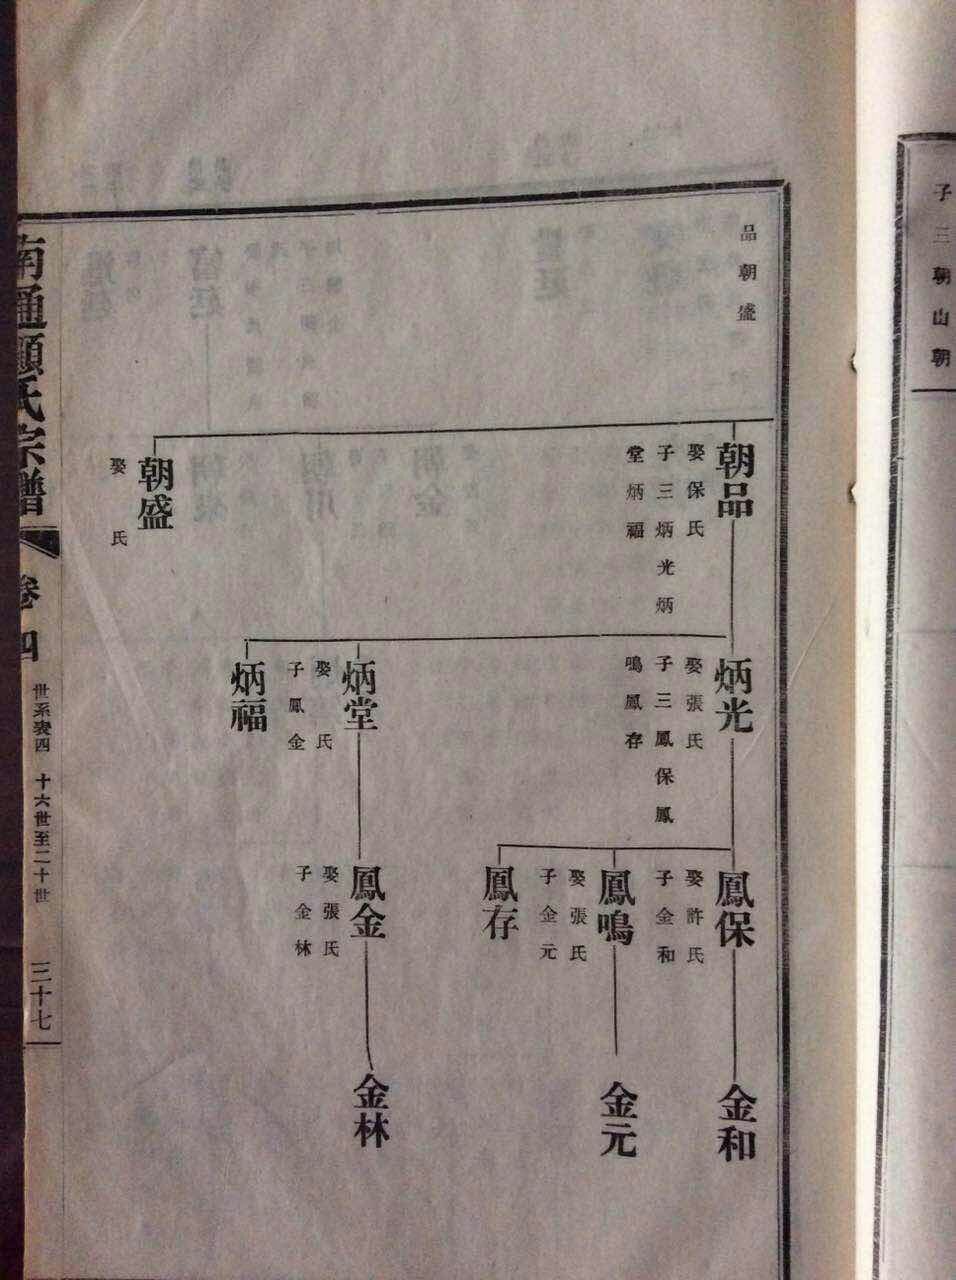 子三朝山朝
品朝盛
朝品
娶保氏
子三炳光炳
堂炳福
朝盛
娶 氏
炳光
娶張氏
子三鳳保鳳
鳴鳳存
炳堂
娶 氏
子鳳金
炳福
鳳保
娶許氏
子金和
鳳鳴
娶張氏
子金元
鳳存
鳳金
娶張氏
子金林
金和
金元
金林
南通顧氏宗譜
卷四
世系表四 十六世至二十世
三十七